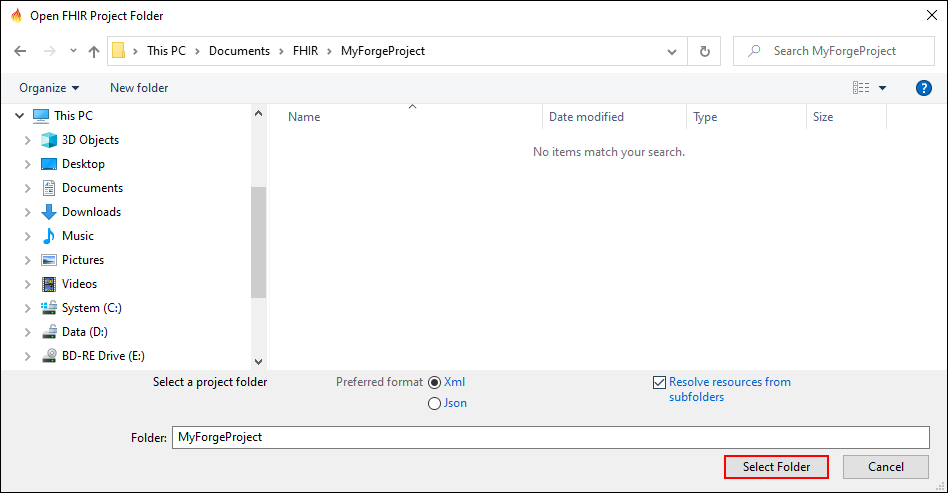 Open FHIR Project Folder
This PC > Documents > FHIR > MyForgeProject
Search MyForgeProject
Organize
New folder
?
This PC
3D Objects
Desktop
Documents
Downloads
Music
Pictures
Videos
System (C:)
Data (D:)
BD-RE Drive (E:)
Name Date modified Type Size
No items match your search.
Select a project folder
Preferred format Xml
Json
Resolve resources from
subfolders
Folder: MyForgeProject
Select Folder Cancel